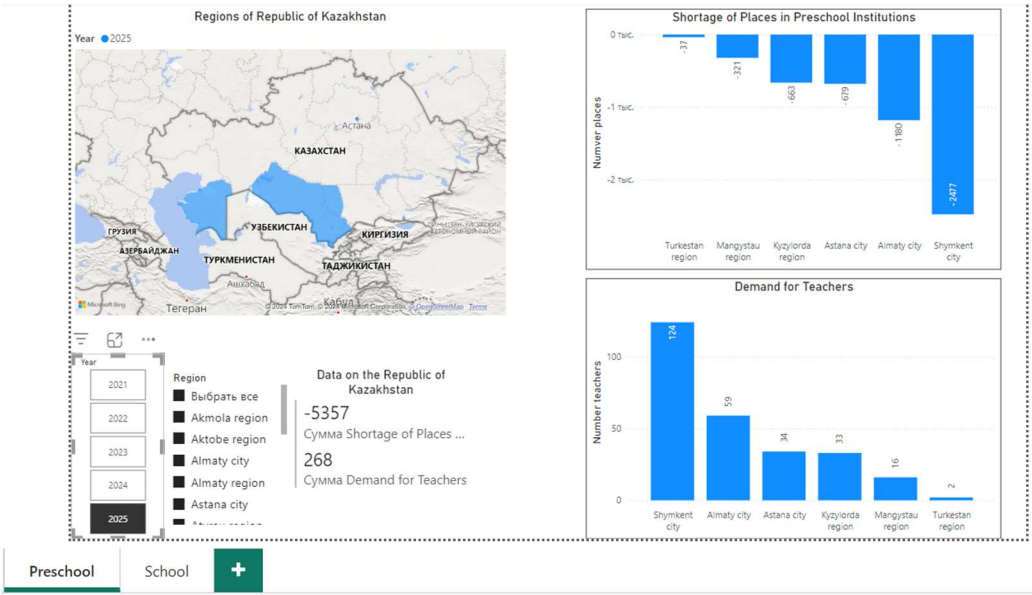 Regions of Republic of Kazakhstan
Year 2025
Астана
КАЗАХСТАН
ГРУЗИЯ
АЗЕРБАЙДЖАН
УЗБЕКИСТАН
КИРГИЗИЯ
ТУРКМЕНИСТАН
ТАДЖИКИСТАН
Ашхабад
Тегеран
Кабул
Microsoft Bing
© 2024 TomTom, © 2024 Microsoft Corporation, © OpenStreetMap Terms
Year
2021
2022
2023
2024
2025
Region
Выбрать все
Akmola region
Aktobe region
Almaty city
Almaty region
Astana city
Data on the Republic of
Kazakhstan
-5357
Сумма Shortage of Places ...
268
Сумма Demand for Teachers
Shortage of Places in Preschool Institutions
Numver places
0 тыс.
-1 тыс.
-2 тыс.
-37
-321
-663
-679
-1180
-2477
Turkestan region
Mangystau region
Kyzylorda region
Astana city
Almaty city
Shymkent city
Demand for Teachers
Number teachers
100
50
0
124
59
34
33
16
2
Shymkent city
Almaty city
Astana city
Kyzylorda region
Mangystau region
Turkestan region
Preschool
School
+